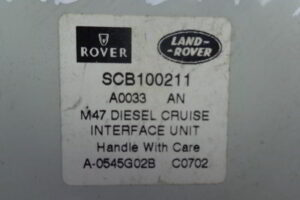 ROVER
LAND-
ROVER
SCB100211
A0033 AN
M47 DIESEL CRUISE
INTERFACE UNIT
Handle With Care
A-0545G02B C0702